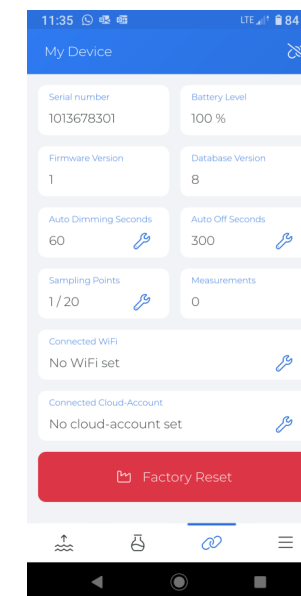 11:35 LTE 84
My Device
Serial number
1013678301
Battery Level
100 %
Firmware Version
1
Database Version
8
Auto Dimming Seconds
60
Auto Off Seconds
300
Sampling Points
1 / 20
Measurements
0
Connected WiFi
No WiFi set
Connected Cloud-Account
No cloud-account set
Factory Reset